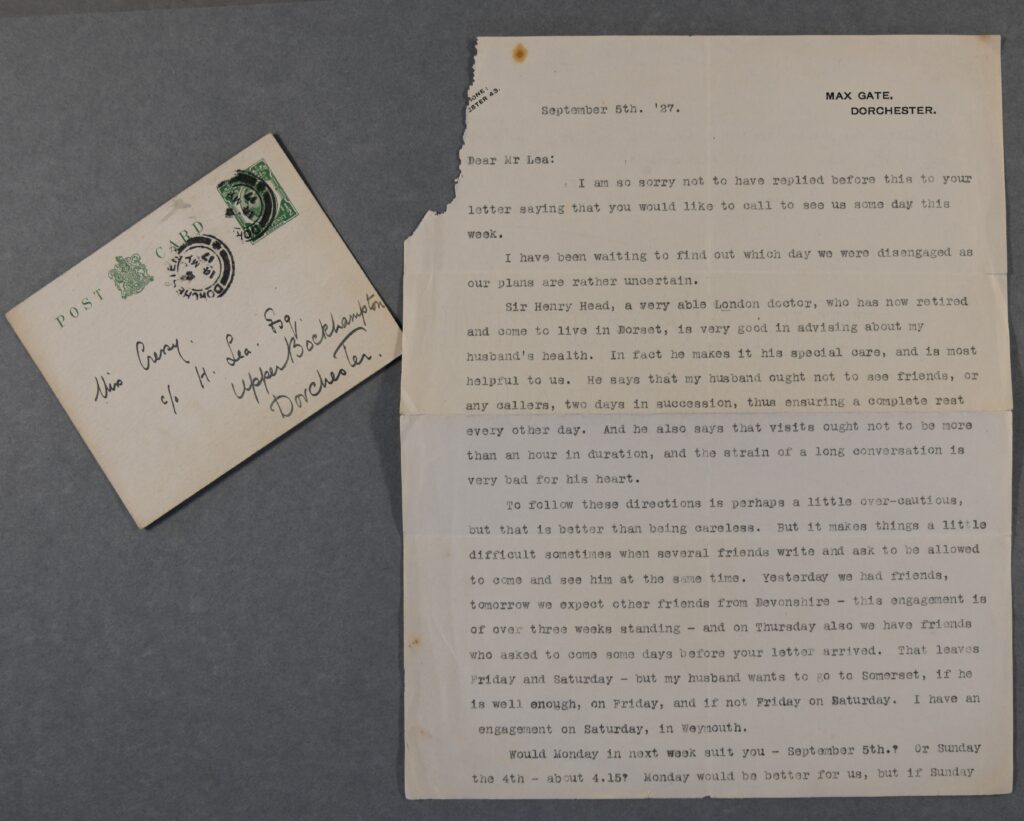 POST CARD
DORCHESTER
Miss Cressy.
c/o H. Lea. Esq.
Upper Bockhampton
Dorchester.
MAX GATE,
DORCHESTER.
September 5th. '27.
Dear Mr Lea:
I am so sorry not to have replied before this to your
letter saying that you would like to call to see us some day this
week.
I have been waiting to find out which day we were disengaged as
our plans are rather uncertain.
Sir Henry Head, a very able London doctor, who has now retired
and come to live in Dorset, is very good in advising about my
husband's health. In fact he makes it his special care, and is most
helpful to us. He says that my husband ought not to see friends, or
any callers, two days in succession, thus ensuring a complete rest
every other day. And he also says that visits ought not to be more
than an hour in duration, and the strain of a long conversation is
very bad for his heart.
To follow these directions is perhaps a little over-cautious,
but that is better than being careless. But it makes things a little
difficult sometimes when several friends write and ask to be allowed
to come and see him at the same time. Yesterday we had friends,
tomorrow we expect other friends from Devonshire - this engagement is
of over three weeks standing - and on Thursday also we have friends
who asked to come some days before your letter arrived. That leaves
Friday and Saturday - but my husband wants to go to Somerset, if he
is well enough, on Friday, and if not Friday on Saturday. I have an
engagement on Saturday, in Weymouth.
Would Monday in next week suit you - September 5th.? Or Sunday
the 4th - about 4.15? Monday would be better for us, but if Sunday